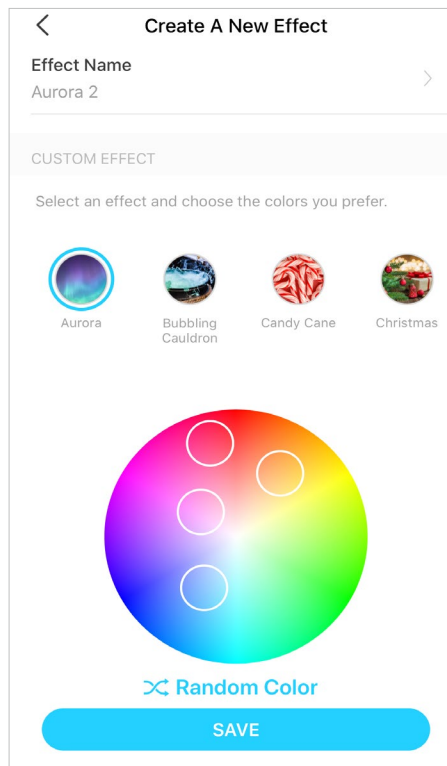 Create A New Effect
Effect Name
Aurora 2
CUSTOM EFFECT
Select an effect and choose the colors you prefer.
Aurora
Bubbling
Cauldron
Candy Cane
Christmas
Random Color
SAVE